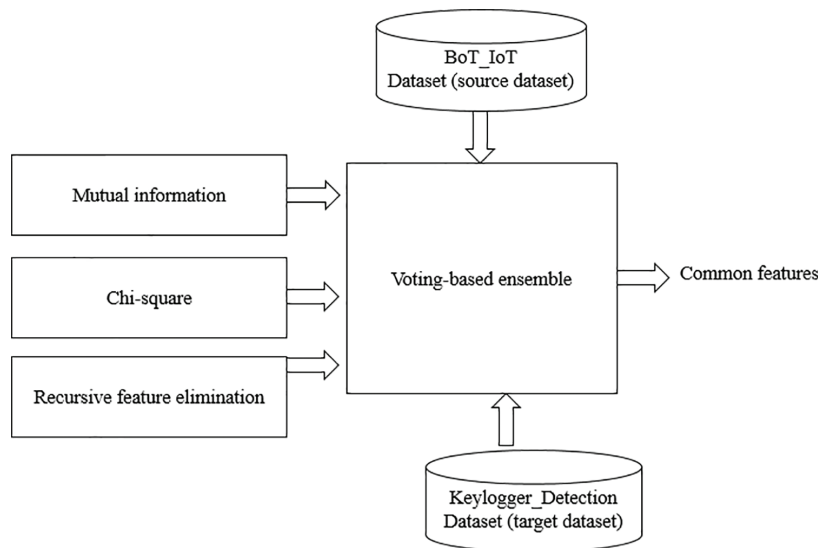 BoT_IoT
Dataset (source dataset)
Mutual information
Chi-square
Recursive feature elimination
Voting-based ensemble
Common features
Keylogger_Detection
Dataset (target dataset)